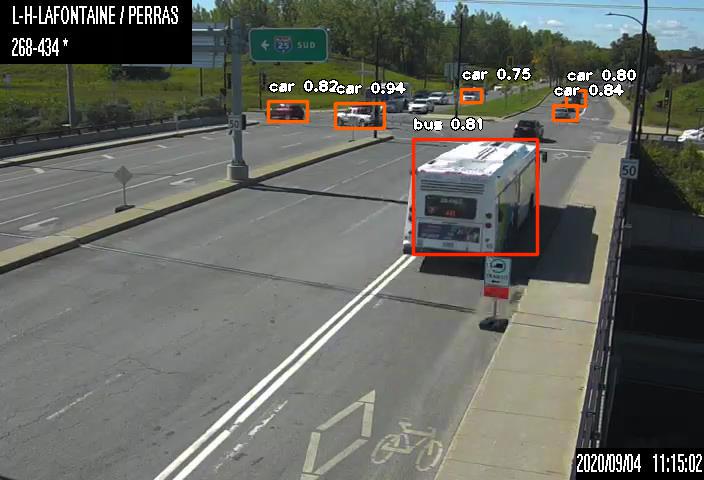 L-H-LAFONTAINE / PERRAS
268-434 *
25 SUD
car 0.82
car 0.94
car 0.75
car 0.80
car 0.84
bus 0.81
50
2020/09/04 11:15:02